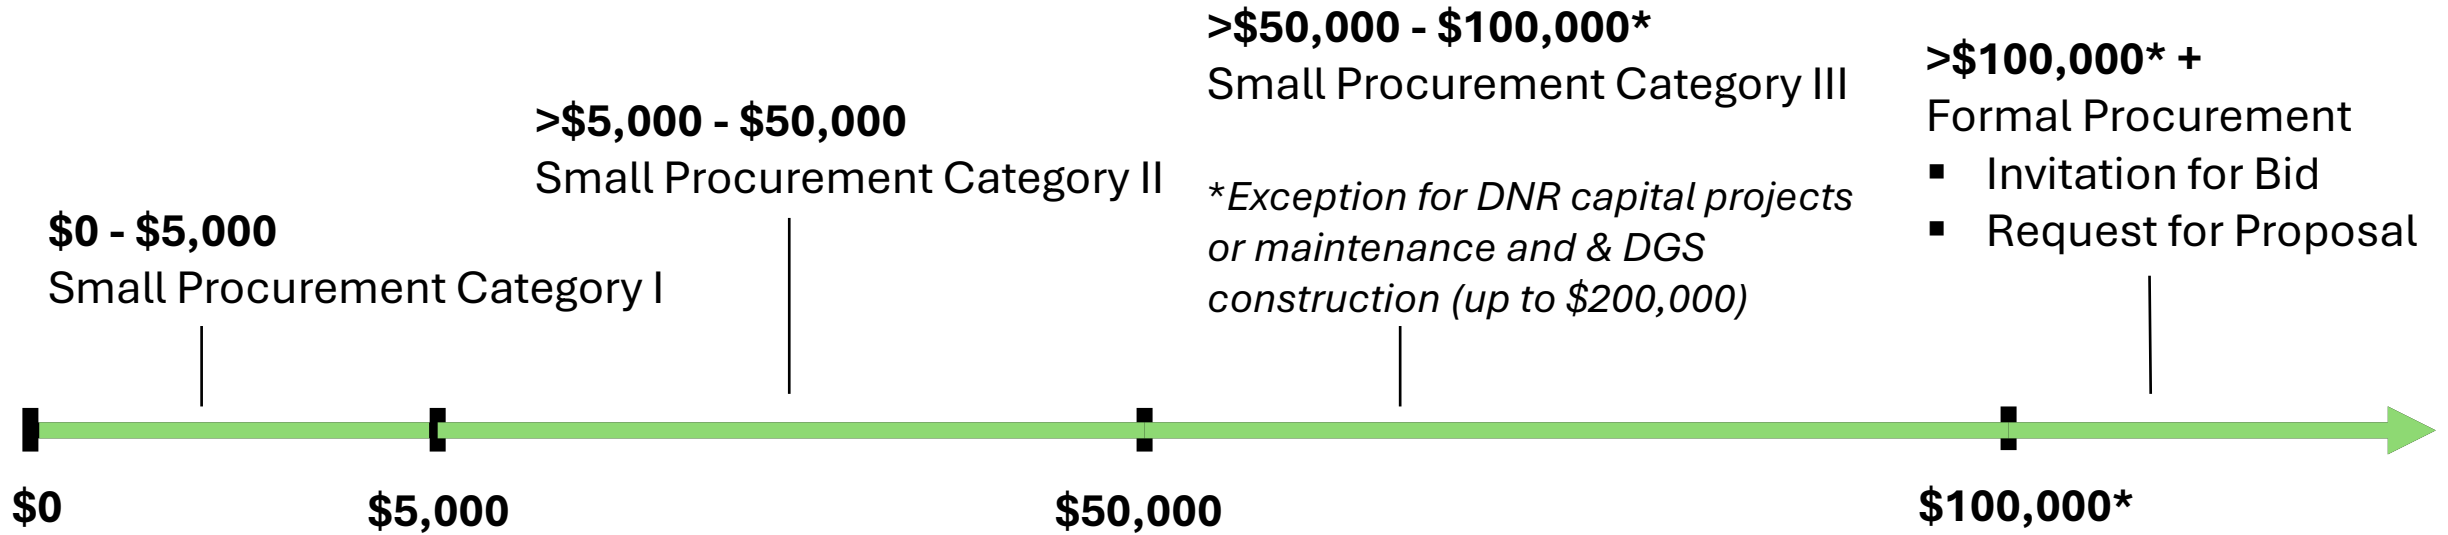 $0 - $5,000
Small Procurement Category I
>$5,000 - $50,000
Small Procurement Category II
>$50,000 - $100,000*
Small Procurement Category III
*Exception for DNR capital projects
or maintenance and & DGS
construction (up to $200,000)
>$100,000* +
Formal Procurement
▪ Invitation for Bid
▪ Request for Proposal
$0
$5,000
$50,000
$100,000*